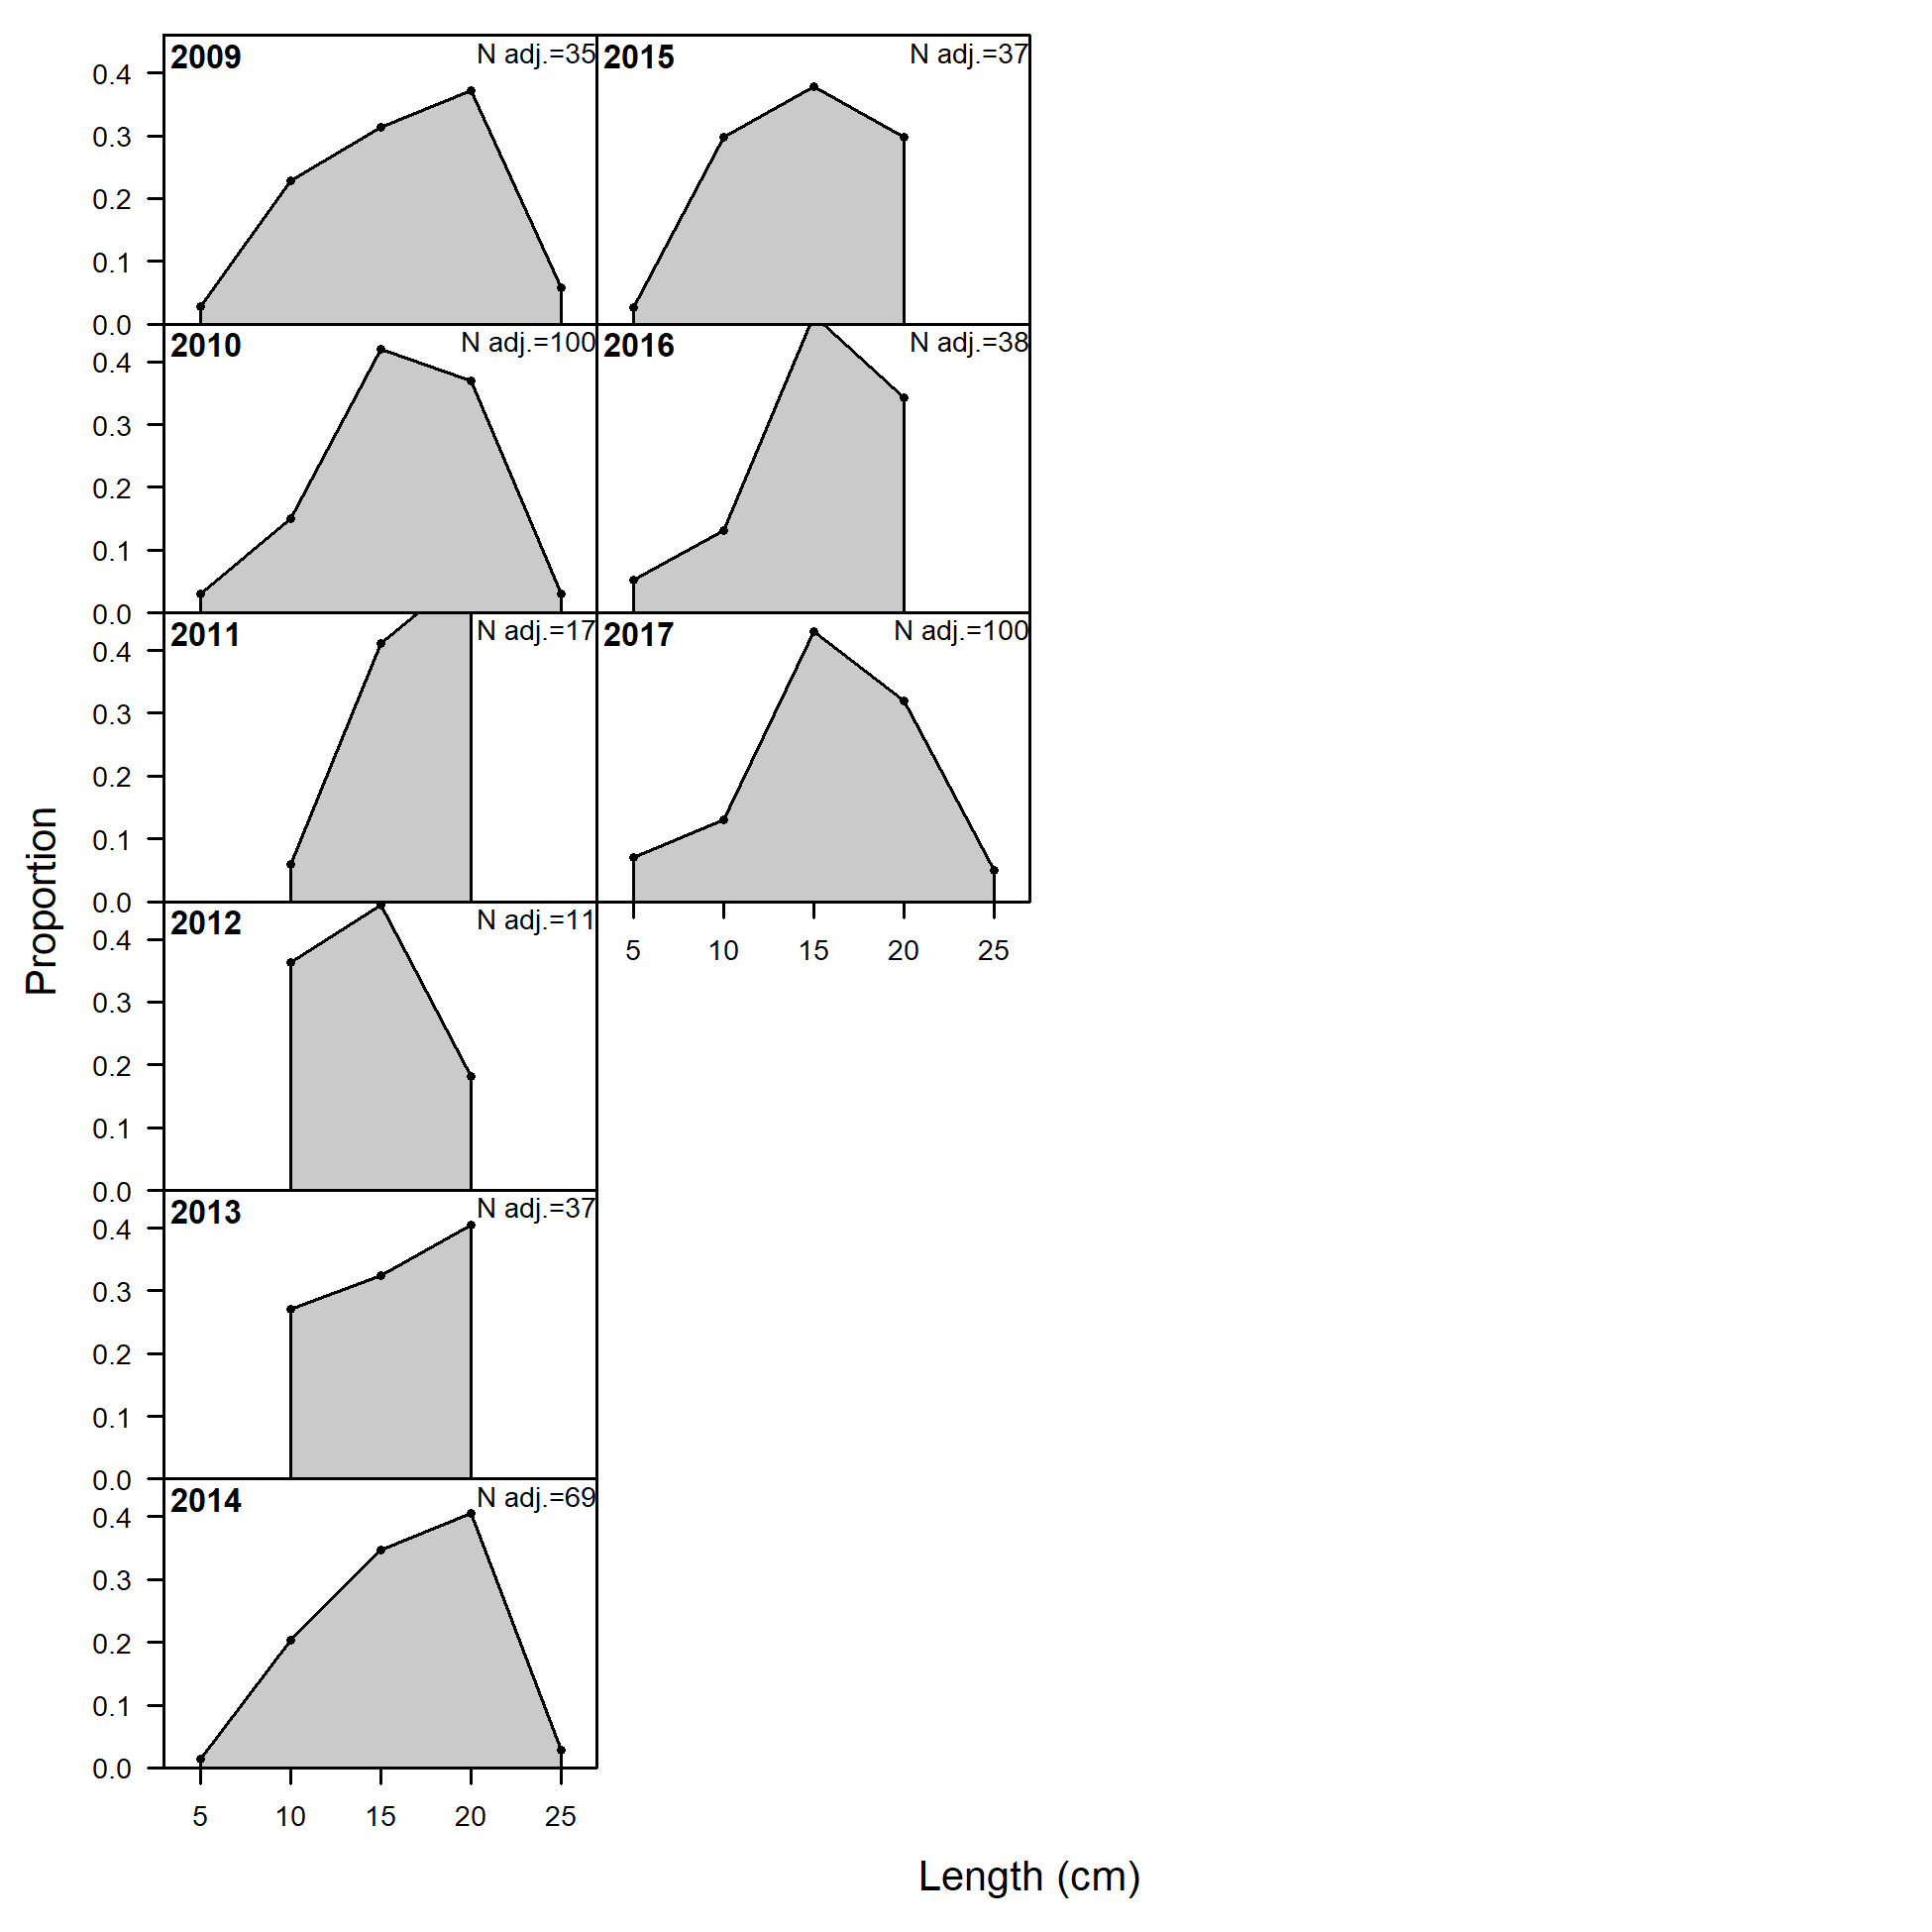 2009 N adj.=35
0.4
0.3
0.2
0.1
0.0
2010 N adj.=100
0.4
0.3
0.2
0.1
0.0
2011 N adj.=17
0.4
0.3
0.2
0.1
0.0
2012 N adj.=11
0.4
0.3
0.2
0.1
0.0
2013 N adj.=37
0.4
0.3
0.2
0.1
0.0
2014 N adj.=69
0.4
0.3
0.2
0.1
0.0
5 10 15 20 25
2015 N adj.=37
2016 N adj.=38
2017 N adj.=100
5 10 15 20 25
Proportion
Length (cm)